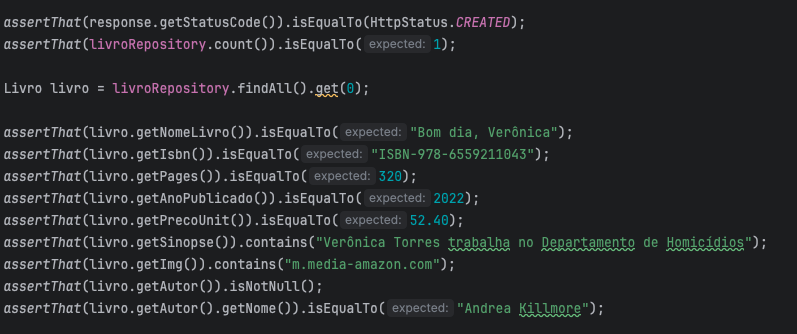 assertThat(response.getStatusCode()).isEqualTo(HttpStatus.CREATED);
assertThat(livroRepository.count()).isEqualTo( expected: 1);
Livro livro = livroRepository.findAll().get(0);
assertThat(livro.getNomeLivro()).isEqualTo( expected: "Bom dia, Verônica");
assertThat(livro.getIsbn()).isEqualTo( expected: "ISBN-978-6559211043");
assertThat(livro.getPages()).isEqualTo( expected: 320);
assertThat(livro.getAnoPublicado()).isEqualTo( expected: 2022);
assertThat(livro.getPrecoUnit()).isEqualTo( expected: 52.40);
assertThat(livro.getSinopse()).contains("Verônica Torres trabalha no Departamento de Homicídios");
assertThat(livro.getImg()).contains("m.media-amazon.com");
assertThat(livro.getAutor()).isNotNull();
assertThat(livro.getAutor().getNome()).isEqualTo( expected: "Andrea Killmore");